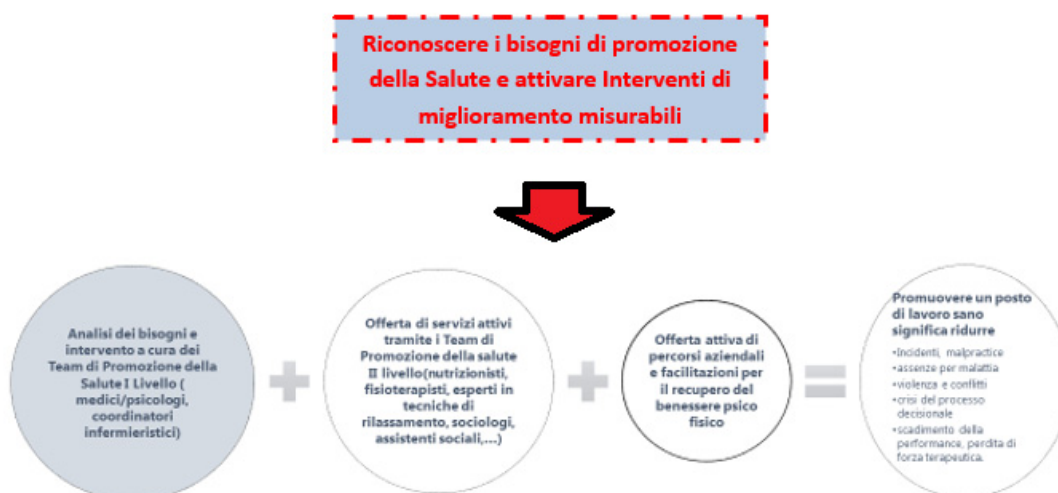 Riconoscere i bisogni di promozione
della Salute e attivare Interventi di
miglioramento misurabili
Analisi dei bisogni e
intervento a cura dei
Team di Promozione della
Salute I Livello (
medici/psicologi,
coordinatori
infermieristici)
+
Offerta di servizi attivi
tramite i Team di
Promozione della salute
II livello(nutrizionisti,
fisioterapisti, esperti in
tecniche di
rilassamento, sociologi,
assistenti sociali,...)
+
Offerta attiva di
percorsi aziendali
e facilitazioni per
il recupero del
benessere psico
fisico
=
Promuovere un posto
di lavoro sano
significa ridurre
•Incidenti, malpractice
•assenze per malattia
•violenza e conflitti
•crisi del processo
decisionale
•scadimento della
performance, perdita di
forza terapeutica.